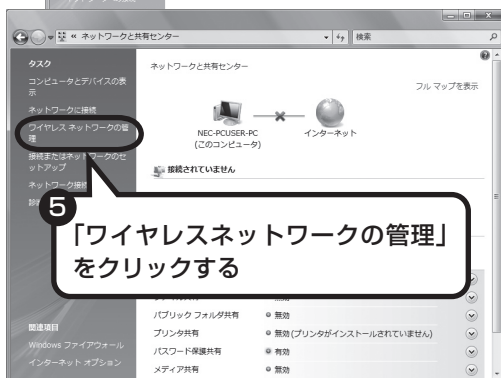 ネットワークと共有センター
検索
タスク
コンピュータとデバイスの表
示
ネットワークに接続
ワイヤレス ネットワークの管
理
接続またはネットワークのセ
ットアップ
ネットワーク接続
ネットワークと共有センター
フル マップを表示
NEC-PCUSER-PC
(このコンピュータ)
インターネット
接続されていません
5
「ワイヤレスネットワークの管理」
をクリックする
パブリック フォルダ共有 無効
プリンタ共有 無効(プリンタがインストールされていません)
パスワード保護共有 有効
メディア共有 無効
関連項目
Windows ファイアウォール
インターネット オプション